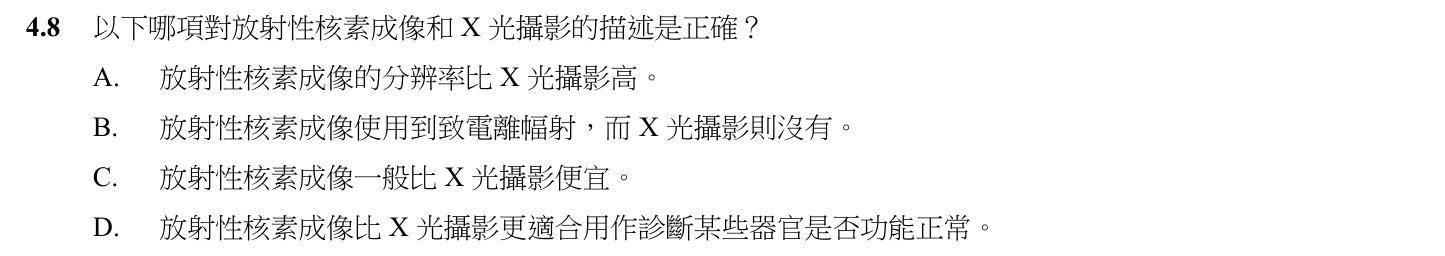 4.8 以下哪項對放射性核素成像和 X 光攝影的描述是正確？
A. 放射性核素成像的分辨率比 X 光攝影高。
B. 放射性核素成像使用到致電離幅射，而 X 光攝影則沒有。
C. 放射性核素成像一般比 X 光攝影便宜。
D. 放射性核素成像比 X 光攝影更適合用作診斷某些器官是否功能正常。